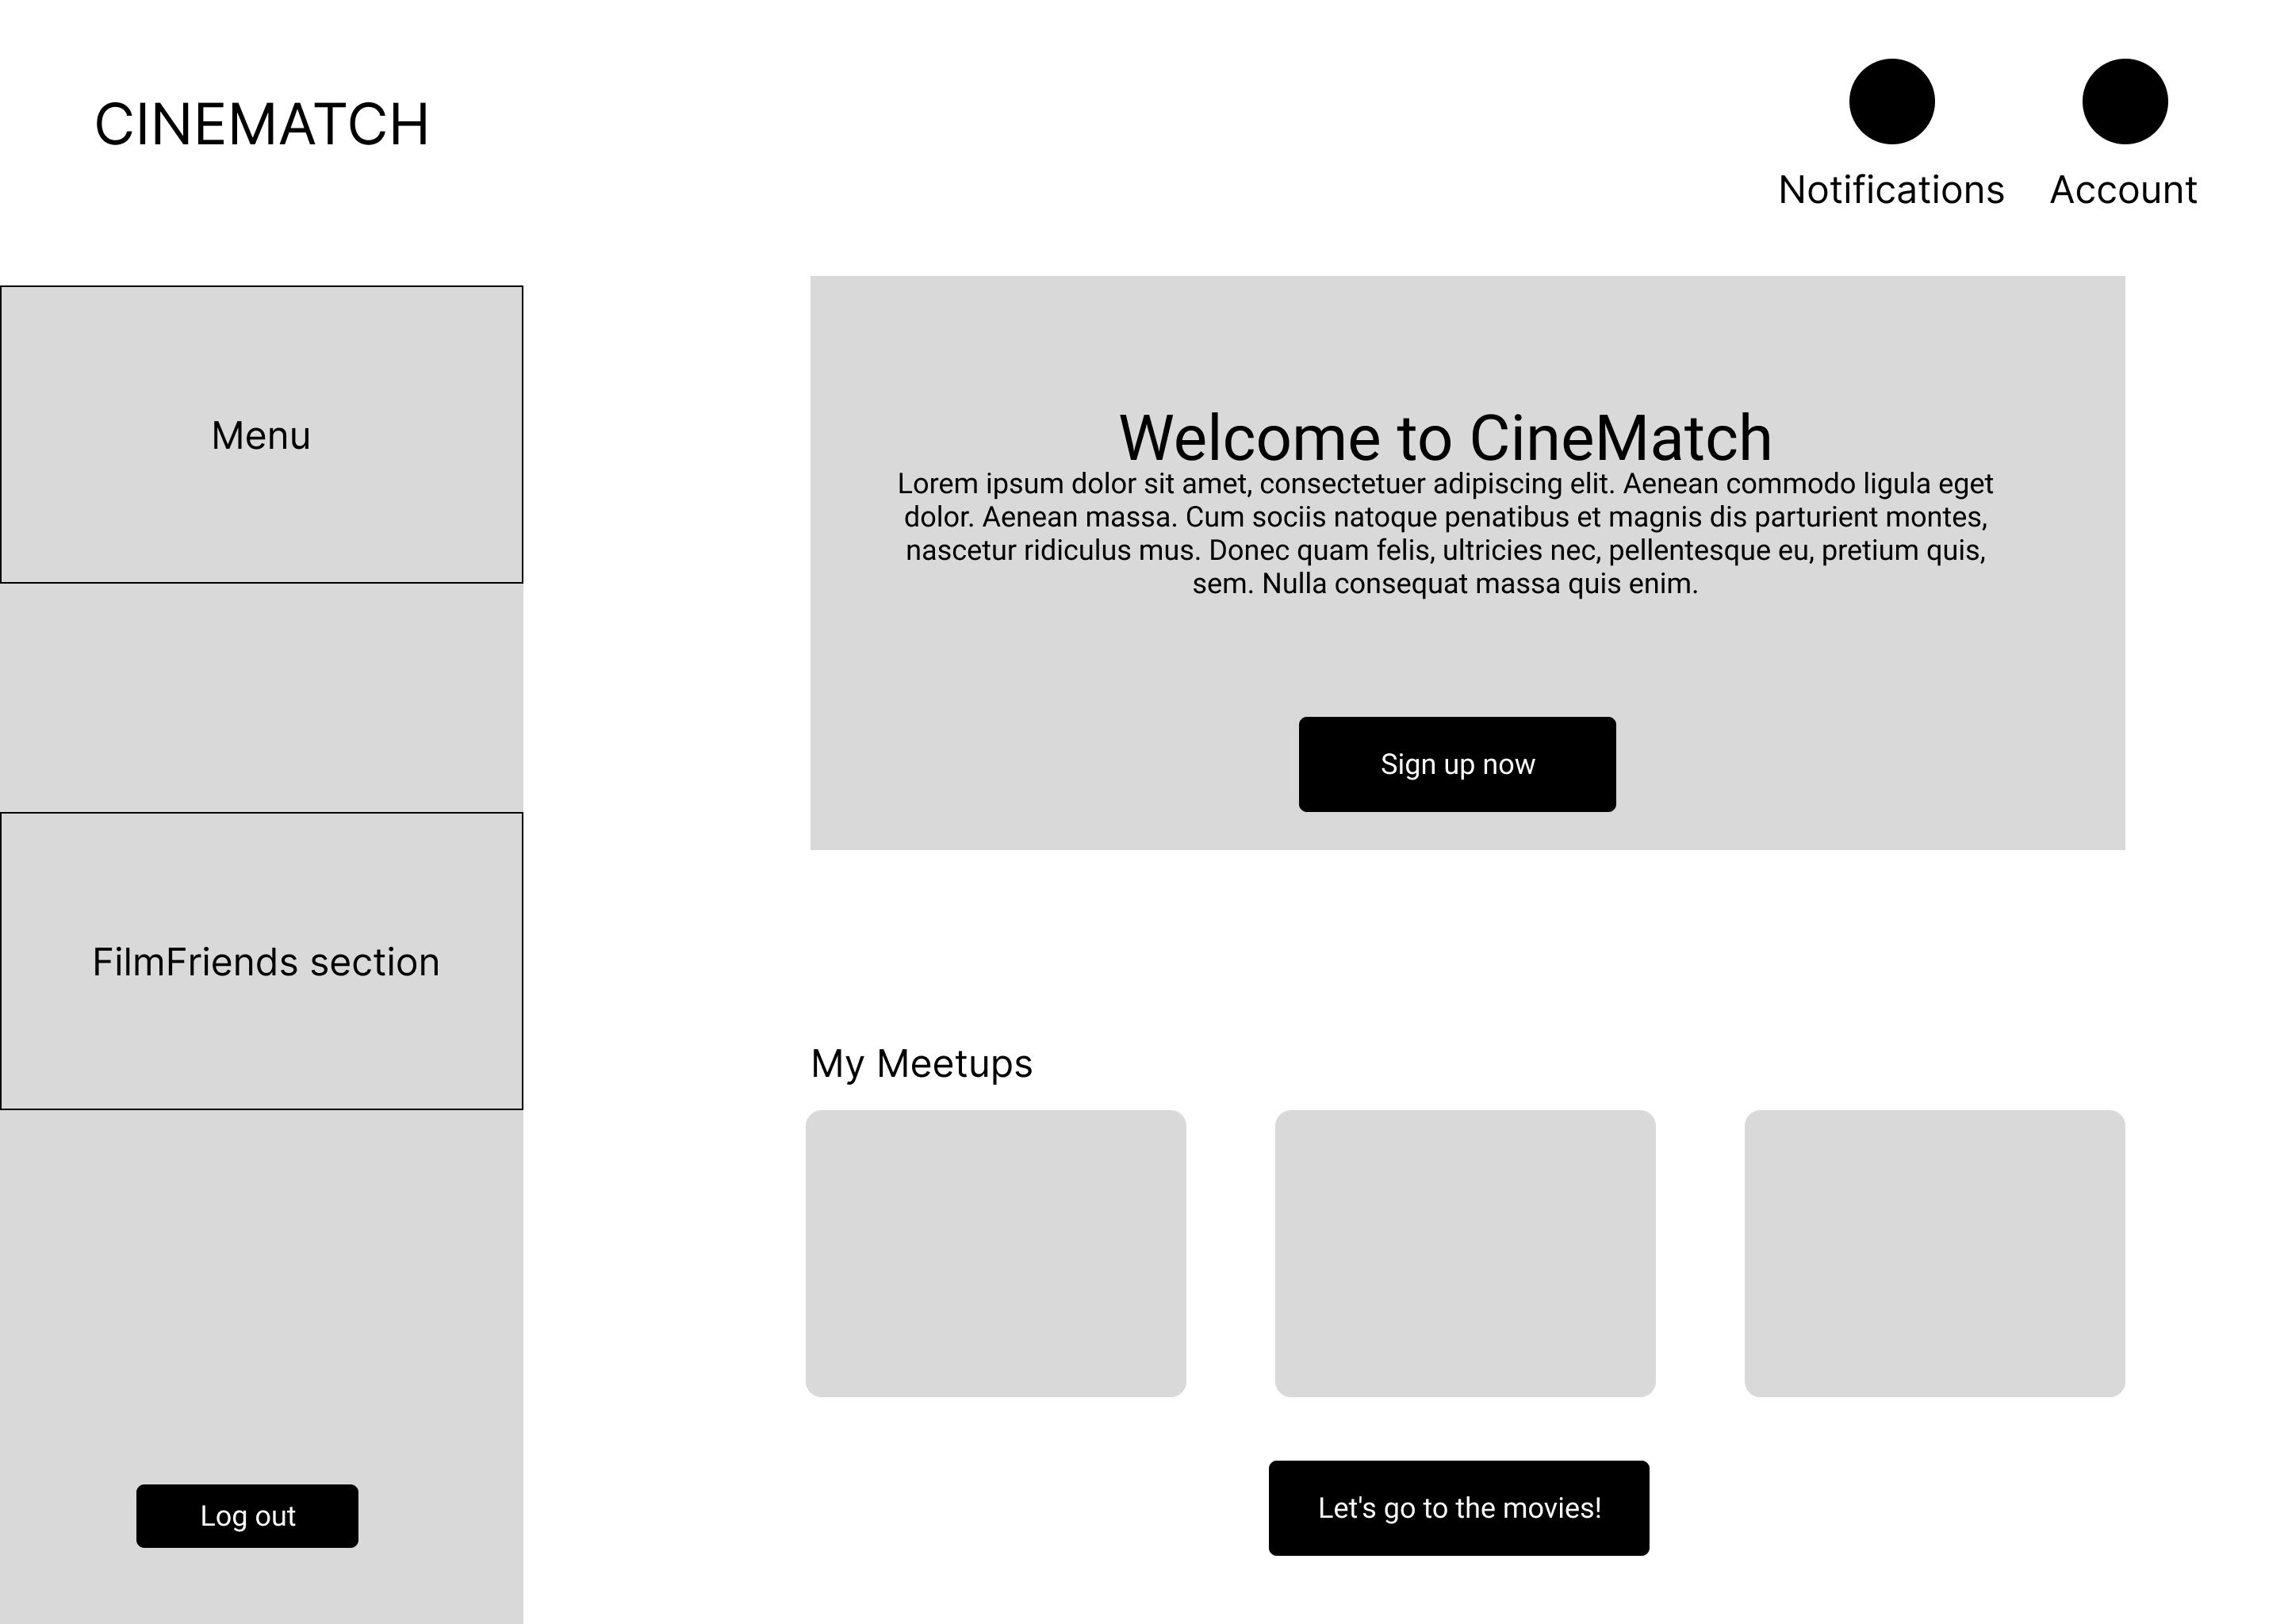 CINEMATCH
Notifications
Account
Menu
Welcome to CineMatch
Lorem ipsum dolor sit amet, consectetuer adipiscing elit. Aenean commodo ligula eget
dolor. Aenean massa. Cum sociis natoque penatibus et magnis dis parturient montes,
nascetur ridiculus mus. Donec quam felis, ultricies nec, pellentesque eu, pretium quis,
sem. Nulla consequat massa quis enim.
Sign up now
FilmFriends section
My Meetups
Log out
Let's go to the movies!